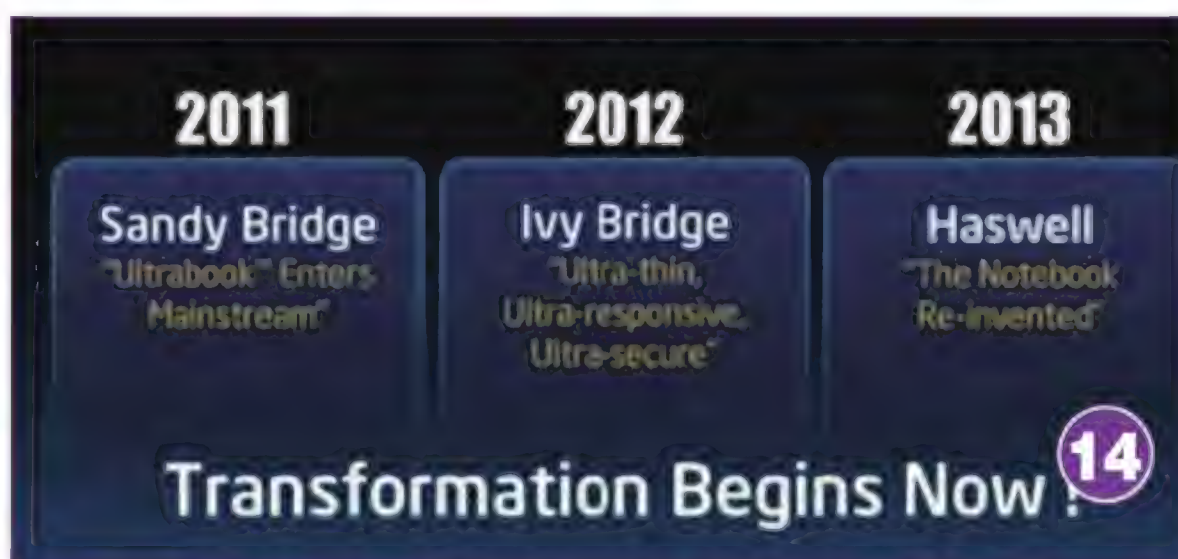 2011 2012 2013
Sandy Bridge Ivy Bridge Haswell
"Ultrabook" Enters "Ultra-thin, "The Notebook
Mainstream" Ultra-responsive, Re-invented"
Ultra-secure"
14
Transformation Begins Now !